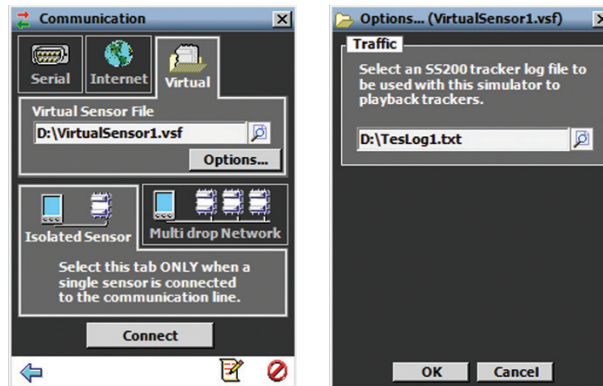 Communication
Serial
Internet
Virtual
Virtual Sensor File
D:\VirtualSensor1.vsf
Options...
Isolated Sensor
Multi drop Network
Select this tab ONLY when a
single sensor is connected
to the communication line.
Connect
Options... (VirtualSensor1.vsf)
Traffic
Select an SS200 tracker log file to
be used with this simulator to
playback trackers.
D:\TesLog1.txt
OK
Cancel